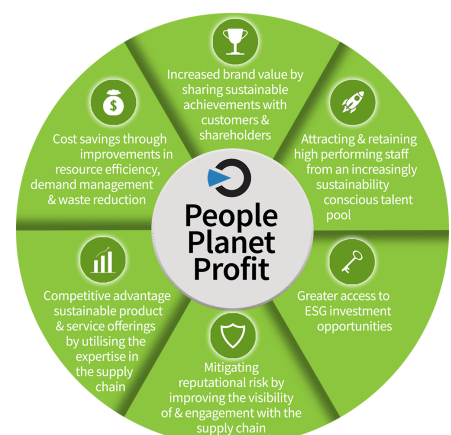 Increased brand value by
sharing sustainable
achievements with
customers &
shareholders
Attracting & retaining
high performing staff
from an increasingly
sustainability
conscious talent
pool
Greater access to
ESG investment
opportunities
Mitigating
reputational risk by
improving the visibility
of & engagement with the
supply chain
Competitive advantage
sustainable product
& service offerings
by utilising the
expertise in
the supply
chain
Cost savings through
improvements in
resource efficiency,
demand management
& waste reduction
$
People
Planet
Profit